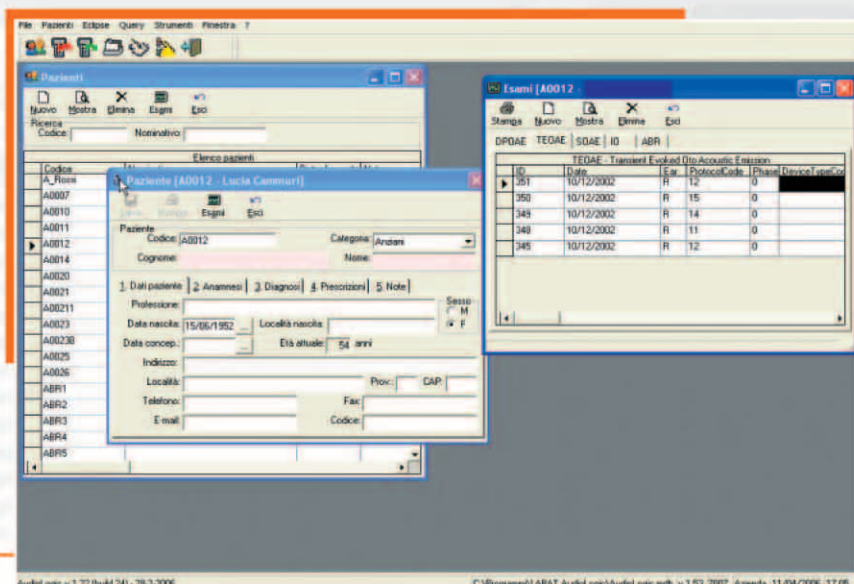 File Pazienti Eclipse Query Strumenti Finestra ?
Pazienti
Nuovo Mostra Elimina Esami Esci
Ricerca
Codice: Nominativo:
Elenco pazienti
Codice
A_Rossi
A0007
A0010
A0011
A0012
A0014
A0020
A0021
A00211
A0023
A0023B
A0025
A0026
ABR1
ABR2
ABR3
ABR4
ABR5
Paziente [A0012 - Lucia Cammuri]
Esami Esci
Paziente
Codice: A0012 Categoria: Anziani
Cognome: Nome:
1. Dati paziente 2. Anamnesi 3. Diagnosi 4. Prescrizioni 5. Note
Professione: Sesso
M
Data nascita: 15/06/1952 ... Località nascita: F
Data concep.: ... Età attuale: 54 anni
Indirizzo:
Località: Prov.: CAP:
Telefono: Fax:
E-mail: Codice:
Esami [A0012 -
Stampa Nuovo Mostra Elimina Esci
DPOAE TEOAE SOAE IO ABR
TEOAE - Transient Evoked Oto Acoustic Emission
ID Date Ear ProtocolCode Phase DeviceTypeCod
351 10/12/2002 R 12 0
350 10/12/2002 R 15 0
349 10/12/2002 R 14 0
348 10/12/2002 R 11 0
345 10/12/2002 R 12 0